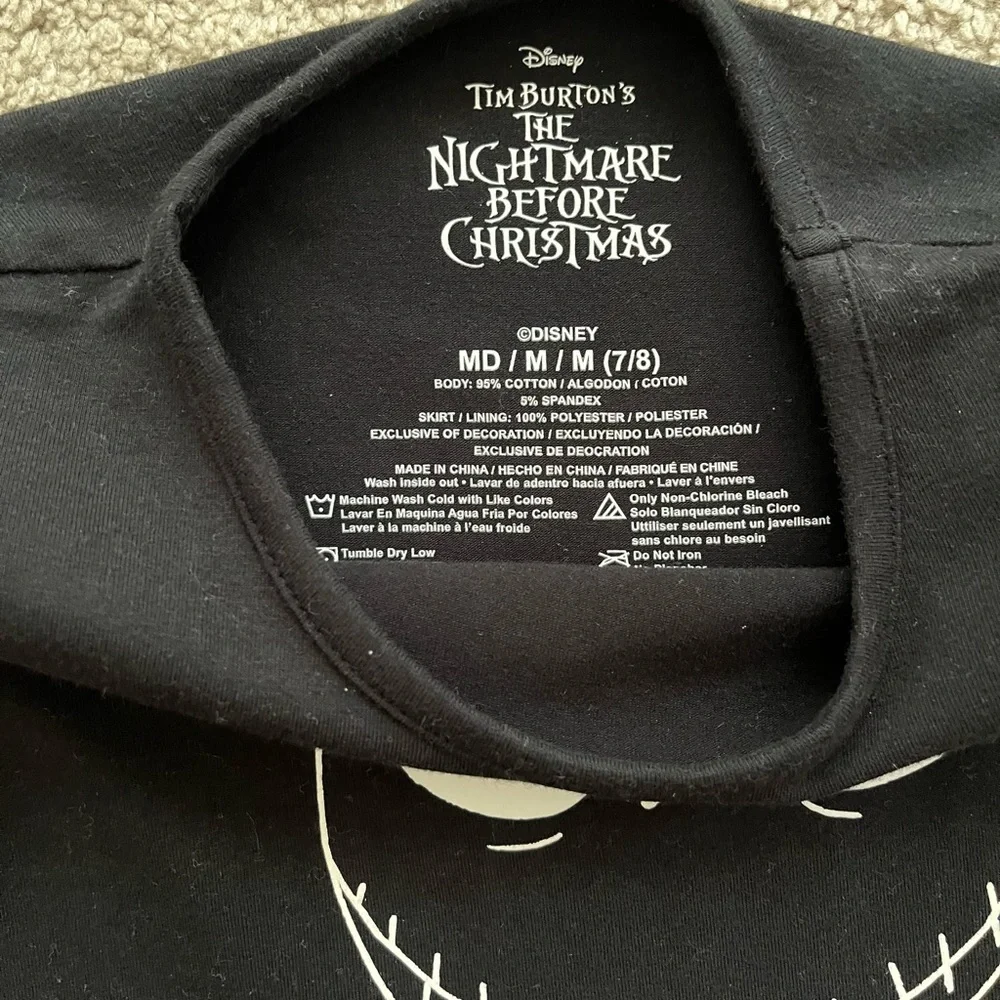 Disney
TIM BURTON'S
THE
NIGHTMARE
BEFORE
CHRISTMAS
©DISNEY
MD / M / M (7/8)
BODY: 95% COTTON / ALGODON / COTON
5% SPANDEX
SKIRT / LINING: 100% POLYESTER / POLIESTER
EXCLUSIVE OF DECORATION / EXCLUYENDO LA DECORACIÓN /
EXCLUSIVE DE DEOCRATION
MADE IN CHINA / HECHO EN CHINA / FABRIQUÉ EN CHINE
Wash inside out • Lavar de adentro hacia afuera • Laver à l'envers
Machine Wash Cold with Like Colors
Lavar En Maquina Agua Fria Por Colores
Laver à la machine à l'eau froide
Only Non-Chlorine Bleach
Solo Blanqueador Sin Cloro
Uttiliser seulement un javellisant
sans chlore au besoin
Tumble Dry Low
Do Not Iron